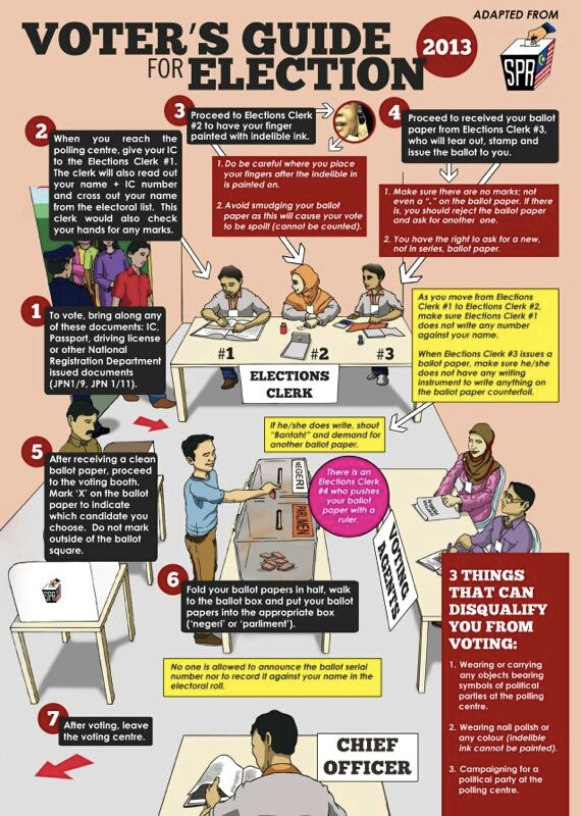 VOTER'S GUIDE
FOR ELECTION
2013
ADAPTED FROM
SPR
1
To vote, bring along any
of these documents: IC,
Passport, driving license
or other National
Registration Department
issued documents
(JPN1/9, JPN 1/11).
2
When you reach the
polling centre, give your IC
to the Elections Clerk #1.
The clerk will also read out
your name + IC number
and cross out your name
from the electoral list. This
clerk would also check
your hands for any marks.
3
Proceed to Elections Clerk
#2 to have your finger
painted with indelible ink.
1. Do be careful where you place
your fingers after the indelible in
is painted on.
2. Avoid smudging your ballot
paper as this will cause your vote
to be spoilt (cannot be counted).
4
Proceed to received your ballot
paper from Elections Clerk #3,
who will tear out, stamp and
issue the ballot to you.
1. Make sure there are no marks; not
even a "." on the ballot paper. If there
is, you should reject the ballot paper
and ask for another one.
2. You have the right to ask for a new,
not in series, ballot paper.
#1
#2
#3
ELECTIONS
CLERK
As you move from Elections
Clerk #1 to Elections Clerk #2,
make sure Elections Clerk #1
does not write any number
against your name.
When Elections Clerk #3 issues a
ballot paper, make sure he/she
does not have any writing
instrument to write anything on
the ballot paper counterfoil.
If he/she does write, shout
"Bantah!" and demand for
another ballot paper.
5
After receiving a clean
ballot paper, proceed
to the voting booth.
Mark 'X' on the ballot
paper to indicate
which candidate you
choose. Do not mark
outside of the ballot
square.
NEGERI
PARLIMEN
There is an
Elections Clerk
#4 who pushes
your ballot
paper with a
ruler.
VOTING
AGENTS
SPR
6
Fold your ballot papers in half, walk
to the ballot box and put your ballot
papers into the appropriate box
('negeri' or 'parliment').
No one is allowed to announce the ballot serial
number nor to record it against your name in the
electoral roll.
7
After voting, leave
the voting centre.
CHIEF
OFFICER
3 THINGS
THAT CAN
DISQUALIFY
YOU FROM
VOTING:
1. Wearing or carrying
any objects bearing
symbols of political
parties at the polling
centre.
2. Wearing nail polish or
any colour (indelible
ink cannot be painted).
3. Campaigning for a
political party at the
polling centre.